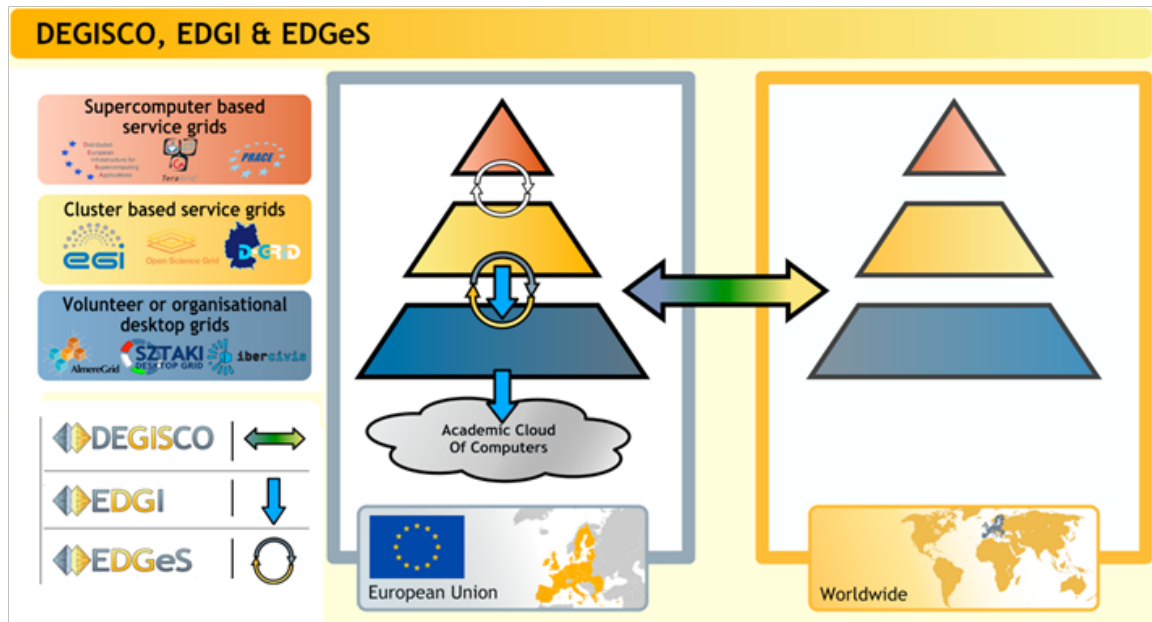 DEGISCO, EDGI & EDGeS
Supercomputer based
service grids
Distributed
European
Infrastructure for
Supercomputing
Applications
TeraGrid
PRACE
Cluster based service grids
eGi
Open Science Grid
D-GRID
Volunteer or organisational
desktop grids
AlmereGrid
SZTAKI
DESKTOP GRID
ibercivis
DEGISCO
EDGI
EDGeS
Academic Cloud
Of Computers
European Union
Worldwide